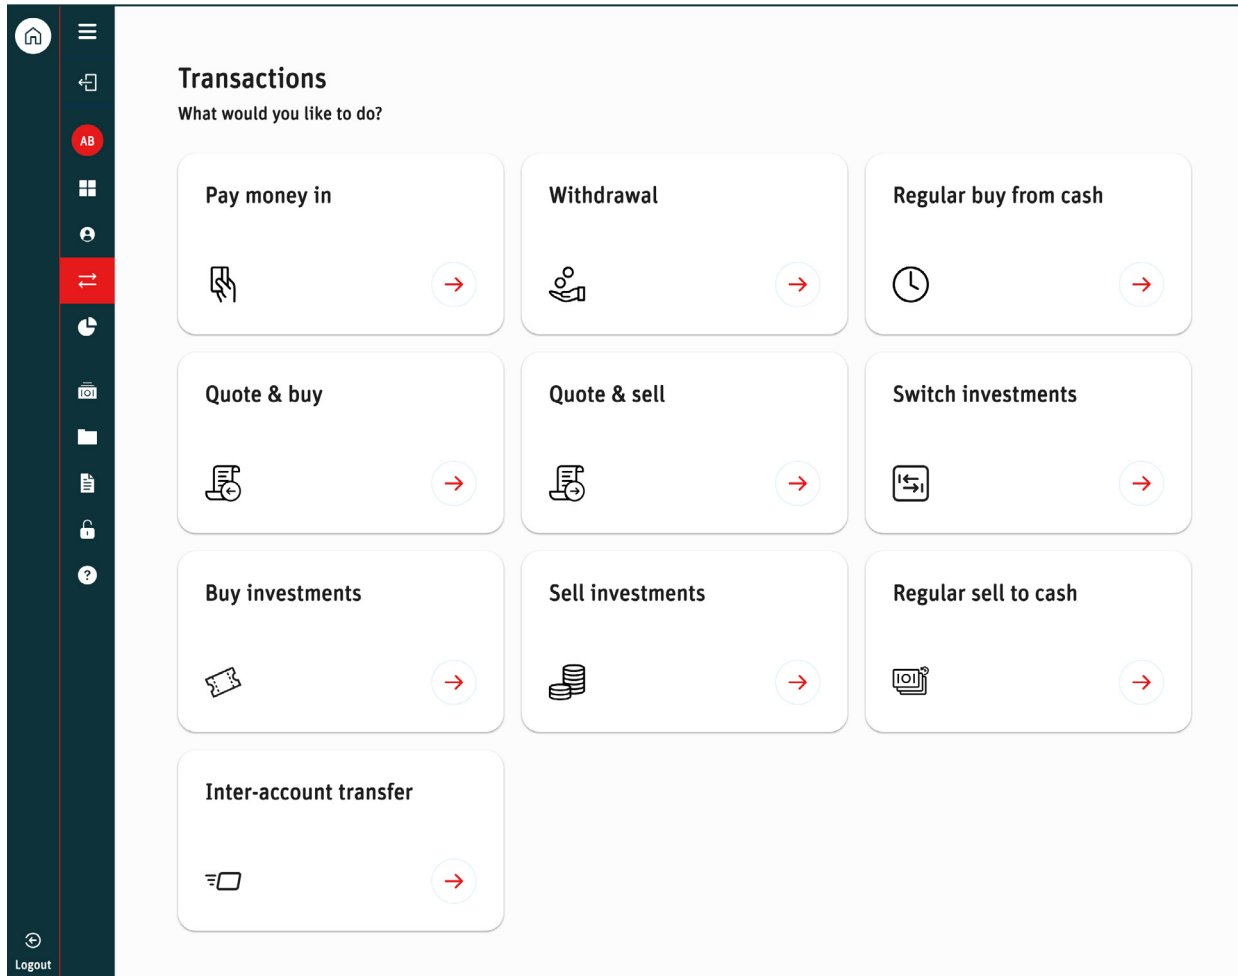 Transactions
What would you like to do?
AB
Pay money in
Withdrawal
Regular buy from cash
Quote & buy
Quote & sell
Switch investments
Buy investments
Sell investments
Regular sell to cash
Inter-account transfer
Logout